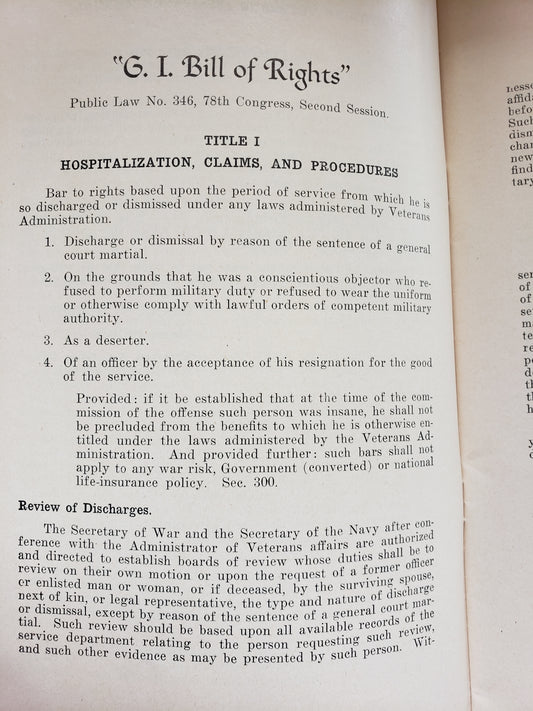 "G. I. Bill of Rights"
Public Law No. 346, 78th Congress, Second Session.
TITLE I
HOSPITALIZATION, CLAIMS, AND PROCEDURES
Bar to rights based upon the period of service from which he is
so discharged or dismissed under any laws administered by Veterans
Administration.
1. Discharge or dismissal by reason of the sentence of a general
court martial.
2. On the grounds that he was a conscientious objector who re-
fused to perform military duty or refused to wear the uniform
or otherwise comply with lawful orders of competent military
authority.
3. As a deserter.
4. Of an officer by the acceptance of his resignation for the good
of the service.
Provided: if it be established that at the time of the com-
mission of the offense such person was insane, he shall not
be precluded from the benefits to which he is otherwise en-
titled under the laws administered by the Veterans Ad-
ministration. And provided further: such bars shall not
apply to any war risk, Government (converted) or national
life-insurance policy. Sec. 300.
Review of Discharges.
The Secretary of War and the Secretary of the Navy after con-
ference with the Administrator of Veterans affairs are authorized
and directed to establish boards of review whose duties shall be to
review on their own motion or upon the request of a former officer
or enlisted man or woman, or if deceased, by the surviving spouse,
next of kin, or legal representative, the type and nature of discharge
or dismissal, except by reason of the sentence of a general court mar-
tial. Such review should be based upon all available records of the
service department relating to the person requesting such review,
and such other evidence as may be presented by such person. Wit-